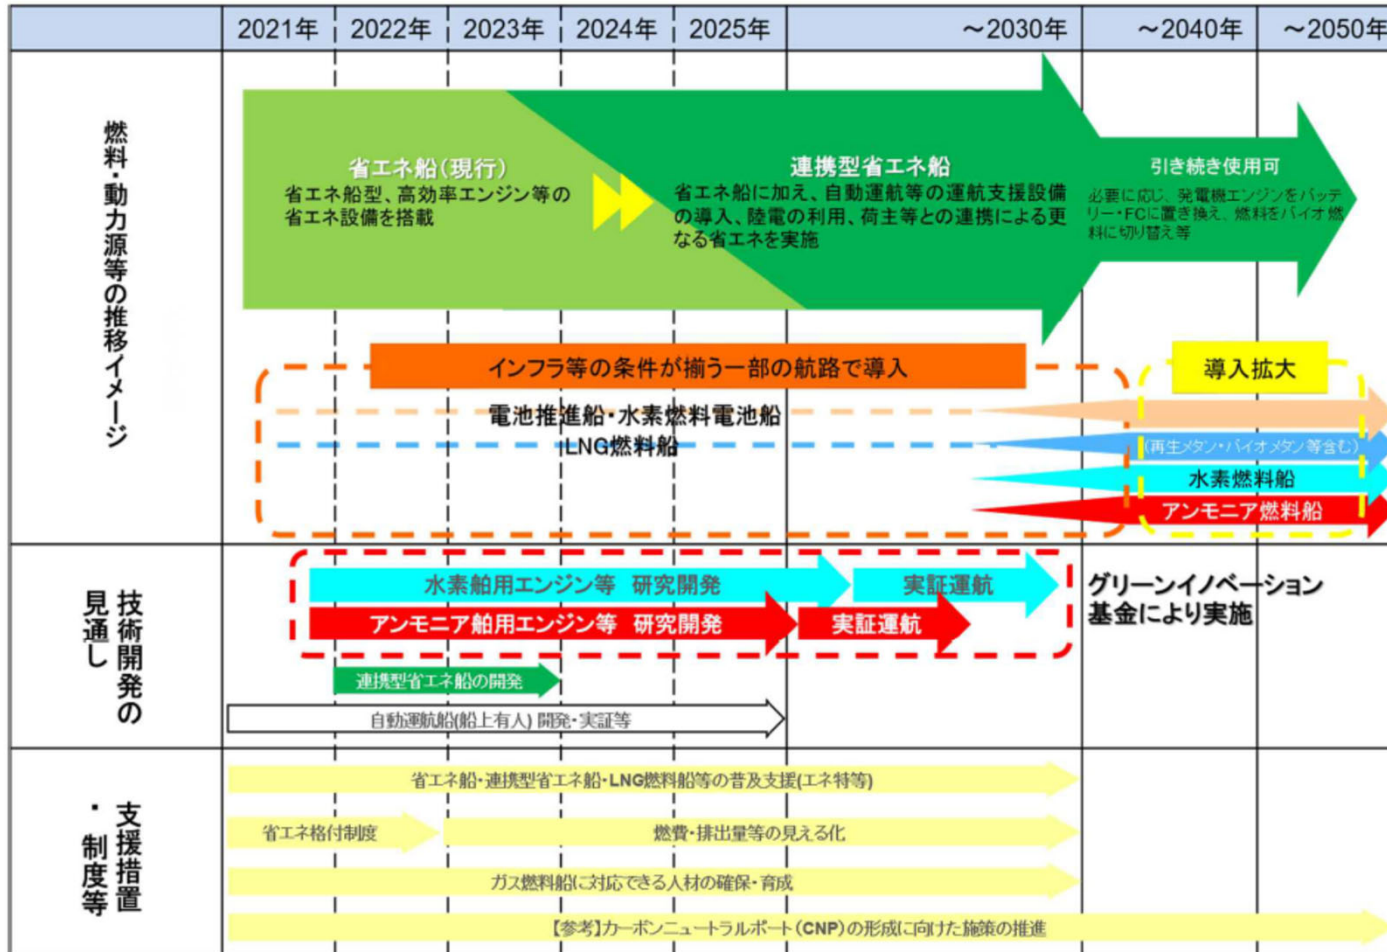 2021年 2022年 2023年 2024年 2025年 ～2030年 ～2040年 ～2050年
燃料・動力源等の推移イメージ
省エネ船(現行)
省エネ船型、高効率エンジン等の
省エネ設備を搭載
連携型省エネ船
省エネ船に加え、自動運航等の運航支援設備
の導入、陸電の利用、荷主等との連携による更
なる省エネを実施
引き続き使用可
必要に応じ、発電機エンジンをバッテ
リー・FCに置き換え、燃料をバイオ燃
料に切り替え等
インフラ等の条件が揃う一部の航路で導入
導入拡大
電池推進船・水素燃料電池船
LNG燃料船
(再生メタン・バイオメタン等含む)
水素燃料船
アンモニア燃料船
技術開発の
見通し
水素舶用エンジン等 研究開発
実証運航
アンモニア舶用エンジン等 研究開発
実証運航
グリーンイノベーション
基金により実施
連携型省エネ船の開発
自動運航船(船上有人) 開発・実証等
支援措置
・制度等
省エネ船・連携型省エネ船・LNG燃料船等の普及支援(エネ特等)
省エネ格付制度
燃費・排出量等の見える化
ガス燃料船に対応できる人材の確保・育成
【参考】カーボンニュートラルポート(CNP)の形成に向けた施策の推進